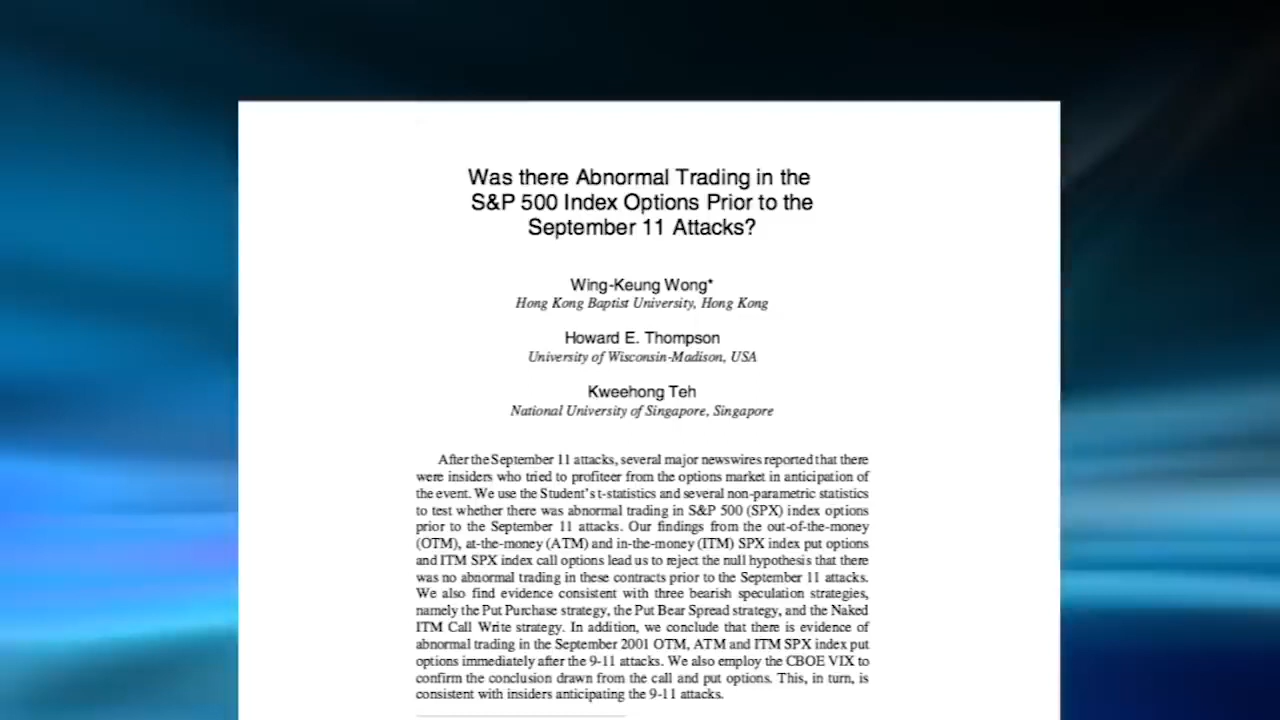 Was there Abnormal Trading in the
S&P 500 Index Options Prior to the
September 11 Attacks?
Wing-Keung Wong*
Hong Kong Baptist University, Hong Kong
Howard E. Thompson
University of Wisconsin-Madison, USA
Kweehong Teh
National University of Singapore, Singapore
After the September 11 attacks, several major newswires reported that there
were insiders who tried to profiteer from the options market in anticipation of
the event. We use the Student's t-statistics and several non-parametric statistics
to test whether there was abnormal trading in S&P 500 (SPX) index options
prior to the September 11 attacks. Our findings from the out-of-the-money
(OTM), at-the-money (ATM) and in-the-money (ITM) SPX index put options
and ITM SPX index call options lead us to reject the null hypothesis that there
was no abnormal trading in these contracts prior to the September 11 attacks.
We also find evidence consistent with three bearish speculation strategies,
namely the Put Purchase strategy, the Put Bear Spread strategy, and the Naked
ITM Call Write strategy. In addition, we conclude that there is evidence of
abnormal trading in the September 2001 OTM, ATM and ITM SPX index put
options immediately after the 9-11 attacks. We also employ the CBOE VIX to
confirm the conclusion drawn from the call and put options. This, in turn, is
consistent with insiders anticipating the 9-11 attacks.